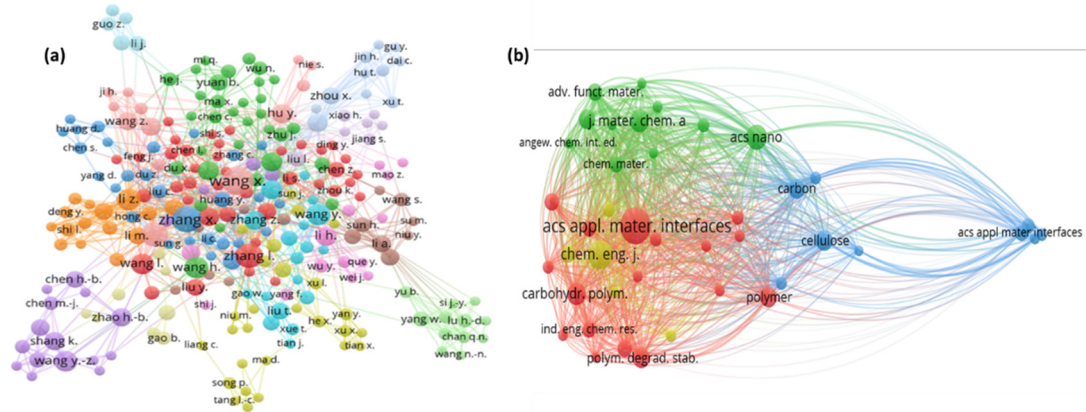 (a)
guo z.
li j.
gu y.
jin h.
dai c.
hu t.
mi q.
wu n.
nie s.
he j.
yuan b.
zhou x.
xu t.
ji h.
ma x.
hu y.
xiao h.
chen c.
wang z.
huang d.
shi s.
zhu j.
jiang s.
chen s.
feng j.
chen l.
zhang c.
ding y.
liu l.
yang d.
du z.
du x.
chen z.
mao z.
liu c.
wang x.
li s.
zhou k.
li z.
huang y.
sun j.
wang s.
deng y.
hong c.
zhang x.
zhang z.
wang y.
su m.
shi l.
li m.
li c.
li h.
sun h.
niu y.
sun g.
li a.
wang l.
zhang l.
wang h.
wu y.
que y.
wei j.
chen h.-b.
liu y.
xu l.
chen m.-j.
shi j.
gao w.
yang f.
yu b.
si j.-y.
zhao h.-b.
niu m.
liu t.
yan y.
he x.
yang w.
lu h.-d.
shang k.
gao b.
xue t.
xu x.
chan q.n.
liang c.
tian j.
tian x.
wang n.-n.
wang y.-z.
ma d.
song p.
tang l.-c.
(b)
adv. funct. mater.
j. mater. chem. a
acs nano
angew. chem. int. ed.
chem. mater.
carbon
acs appl. mater. interfaces
acs appl mater interfaces
cellulose
chem. eng. j.
carbohydr. polym.
polymer
ind. eng. chem. res.
polym. degrad. stab.